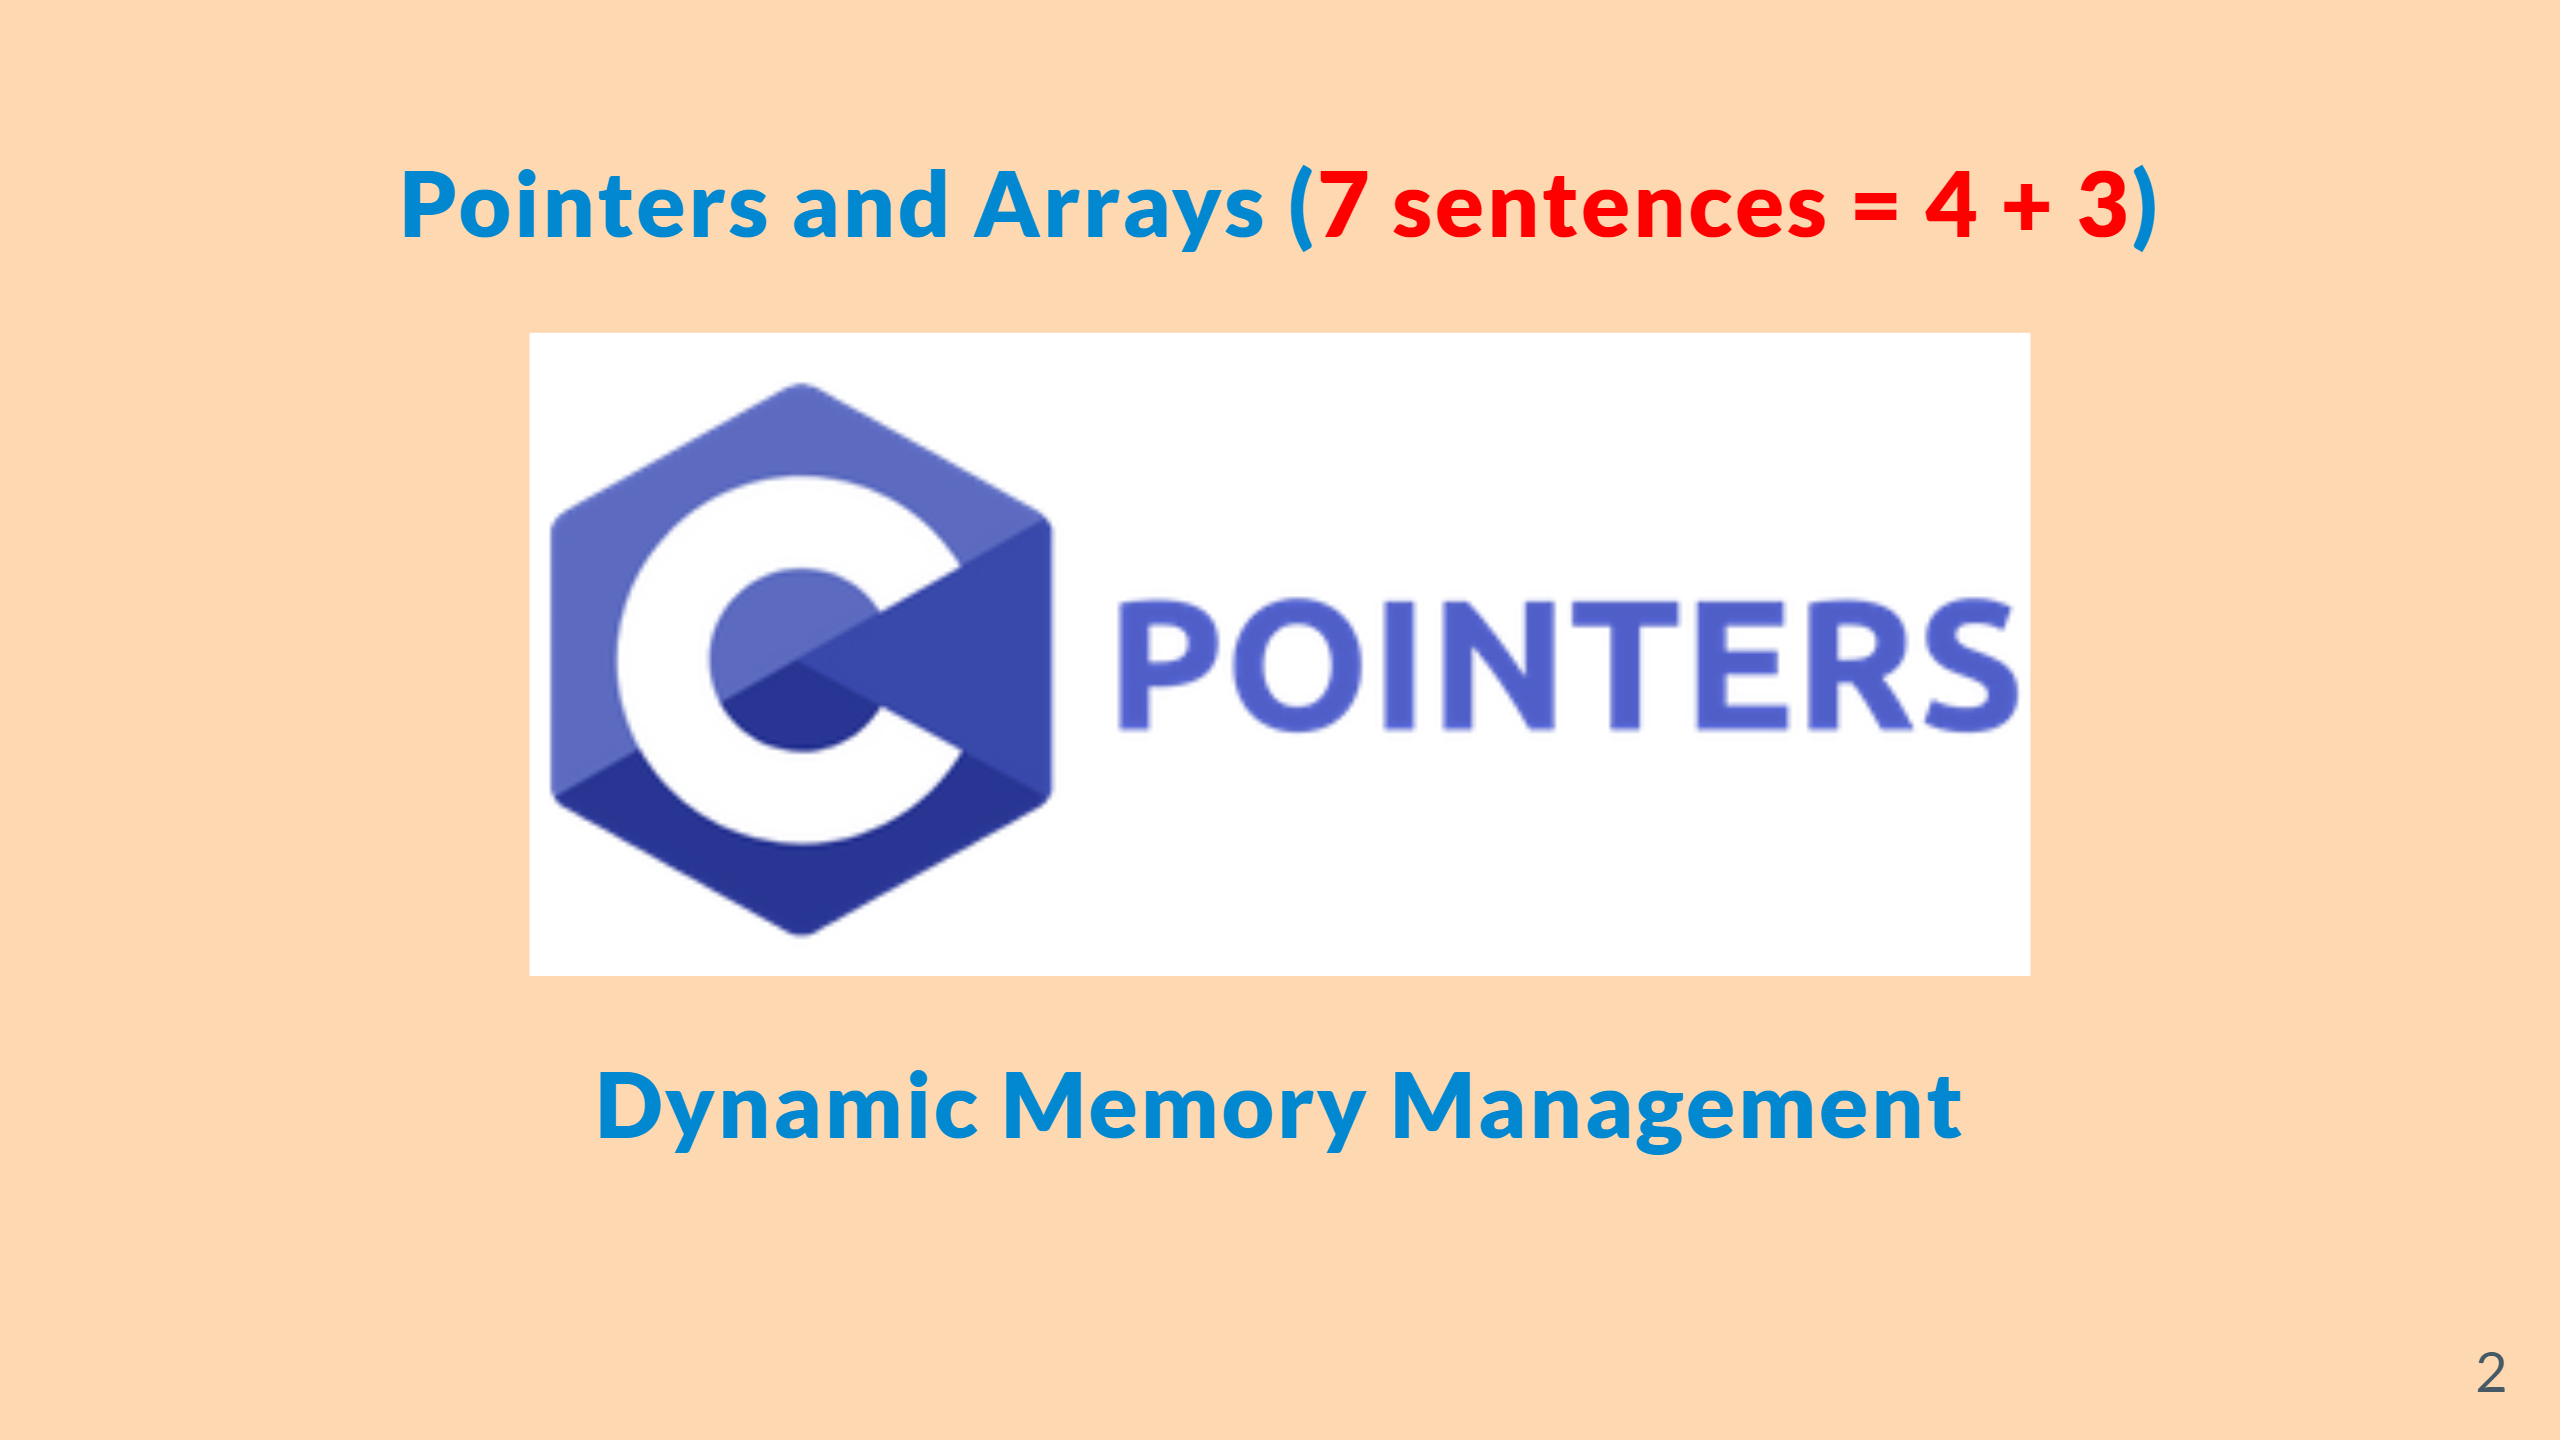 Pointers and Arrays (7 sentences = 4 + 3)
C POINTERS
Dynamic Memory Management
2